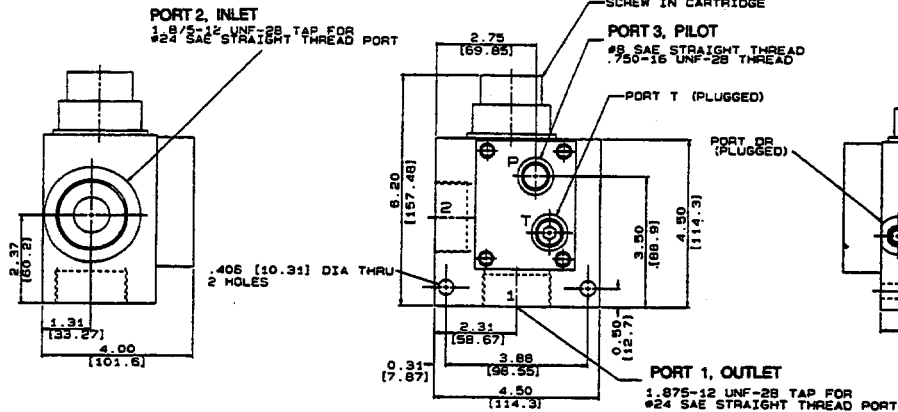 SCREW IN CARTRIDGE
PORT 2, INLET
1.8/5-12 UNF-2B TAP FOR
#24 SAE STRAIGHT THREAD PORT
2.75
[69.85]
PORT 3, PILOT
#8 SAE STRAIGHT THREAD
.750-16 UNF-2B THREAD
PORT T (PLUGGED)
PORT DR
(PLUGGED)
P
T
2
1
6.20
[157.48]
3.50
[88.9]
4.50
[114.3]
2.37
[60.2]
.406 [10.31] DIA THRU
2 HOLES
1.31
[33.27]
4.00
[101.6]
2.31
[58.67]
0.50
[12.7]
0.31
[7.87]
3.88
[98.55]
4.50
[114.3]
PORT 1, OUTLET
1.875-12 UNF-2B TAP FOR
#24 SAE STRAIGHT THREAD PORT